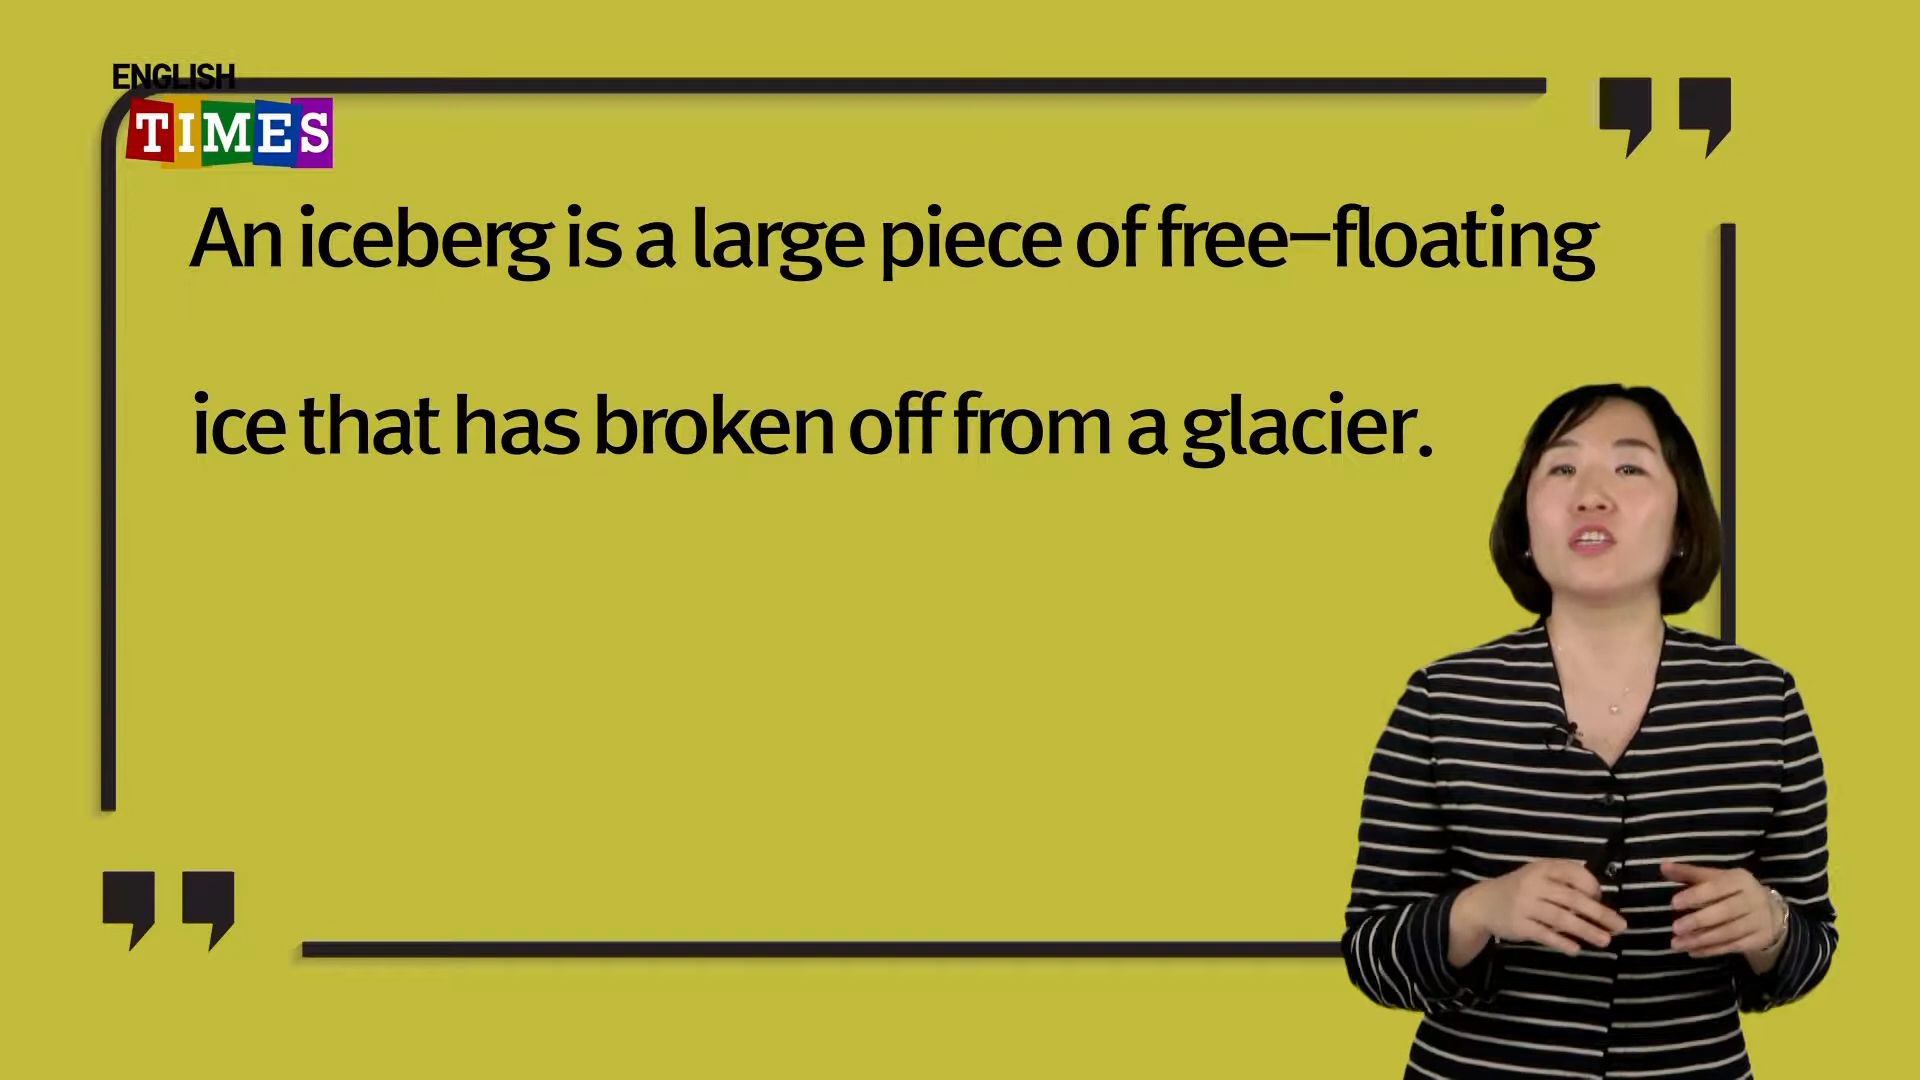 ENGLISH
TIMES
An iceberg is a large piece of free-floating
ice that has broken off from a glacier.